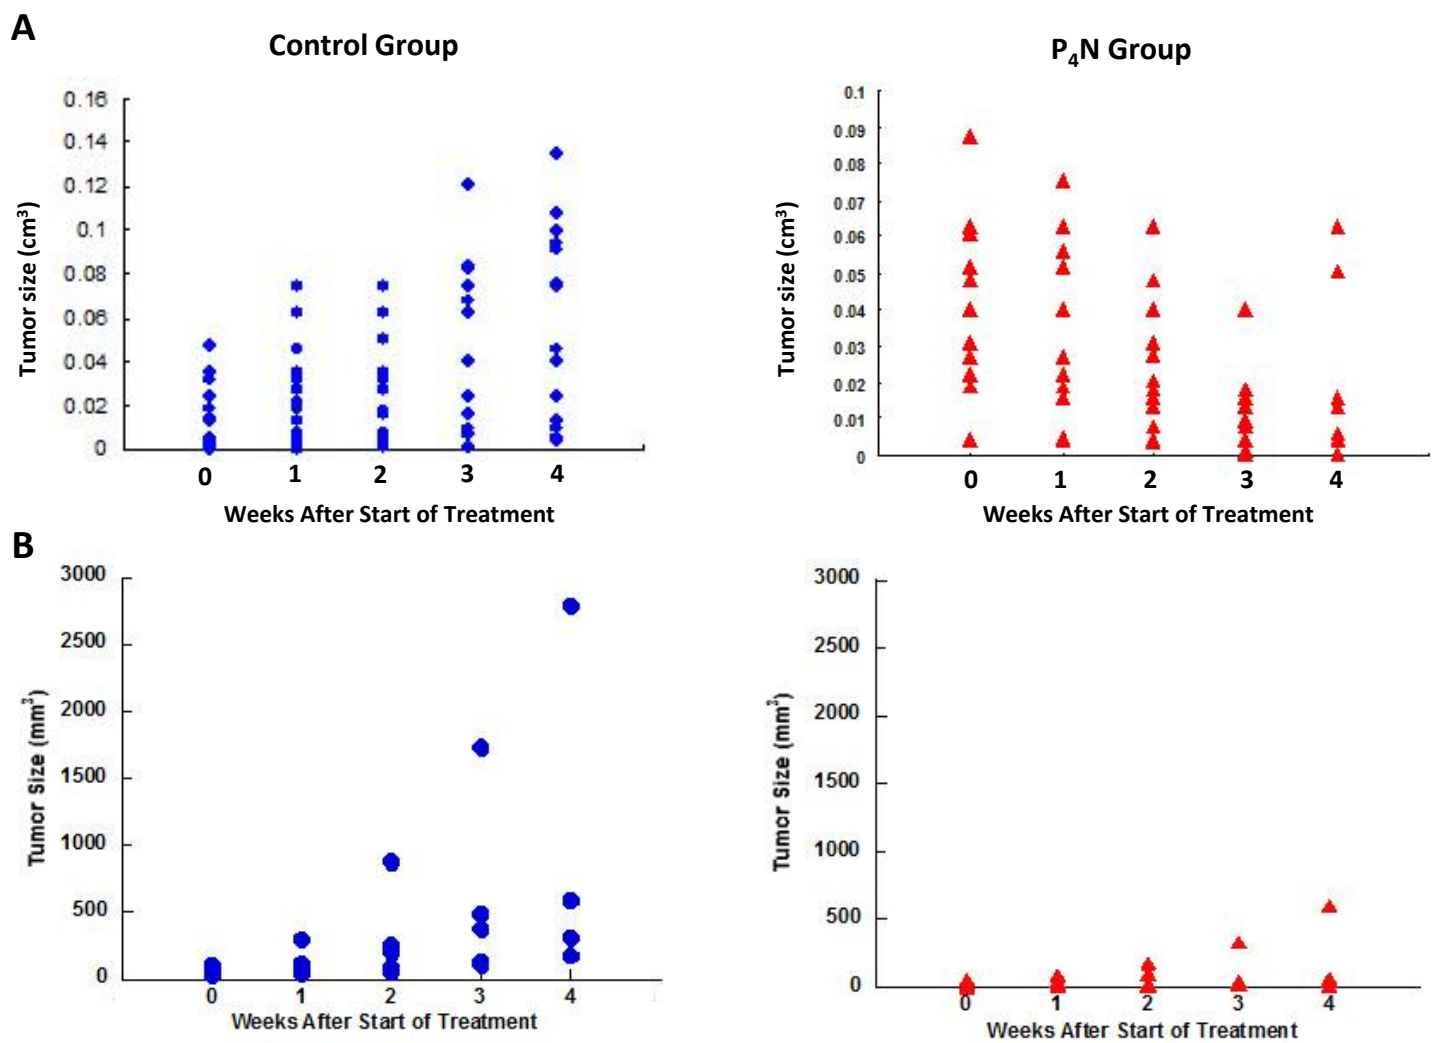 A
Control Group
P₄N Group
Tumor size (cm³)
0.16
0.14
0.12
0.1
0.08
0.06
0.04
0.02
0
0 1 2 3 4
Weeks After Start of Treatment
Tumor size (cm³)
0.1
0.09
0.08
0.07
0.06
0.05
0.04
0.03
0.02
0.01
0
0 1 2 3 4
Weeks After Start of Treatment
B
Tumor Size (mm³)
3000
2500
2000
1500
1000
500
0
0 1 2 3 4
Weeks After Start of Treatment
Tumor Size (mm³)
3000
2500
2000
1500
1000
500
0
0 1 2 3 4
Weeks After Start of Treatment